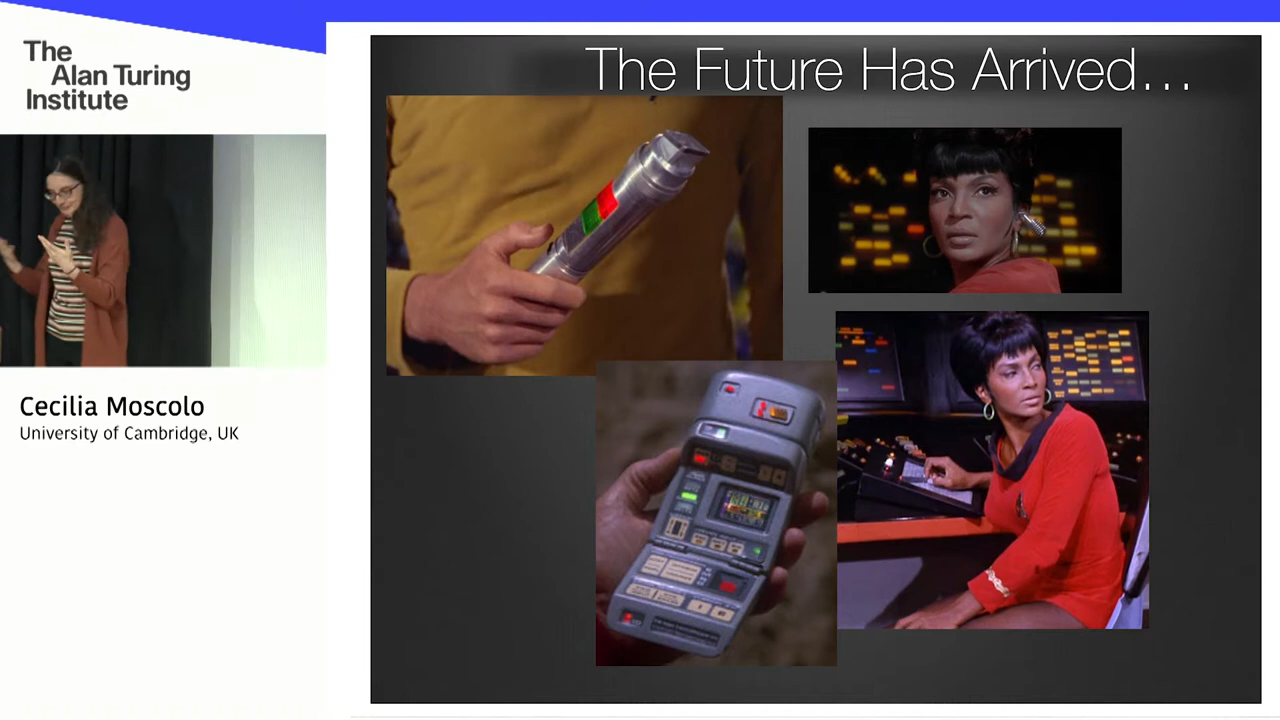 The
Alan Turing
Institute
The Future Has Arrived...
Cecilia Moscolo
University of Cambridge, UK